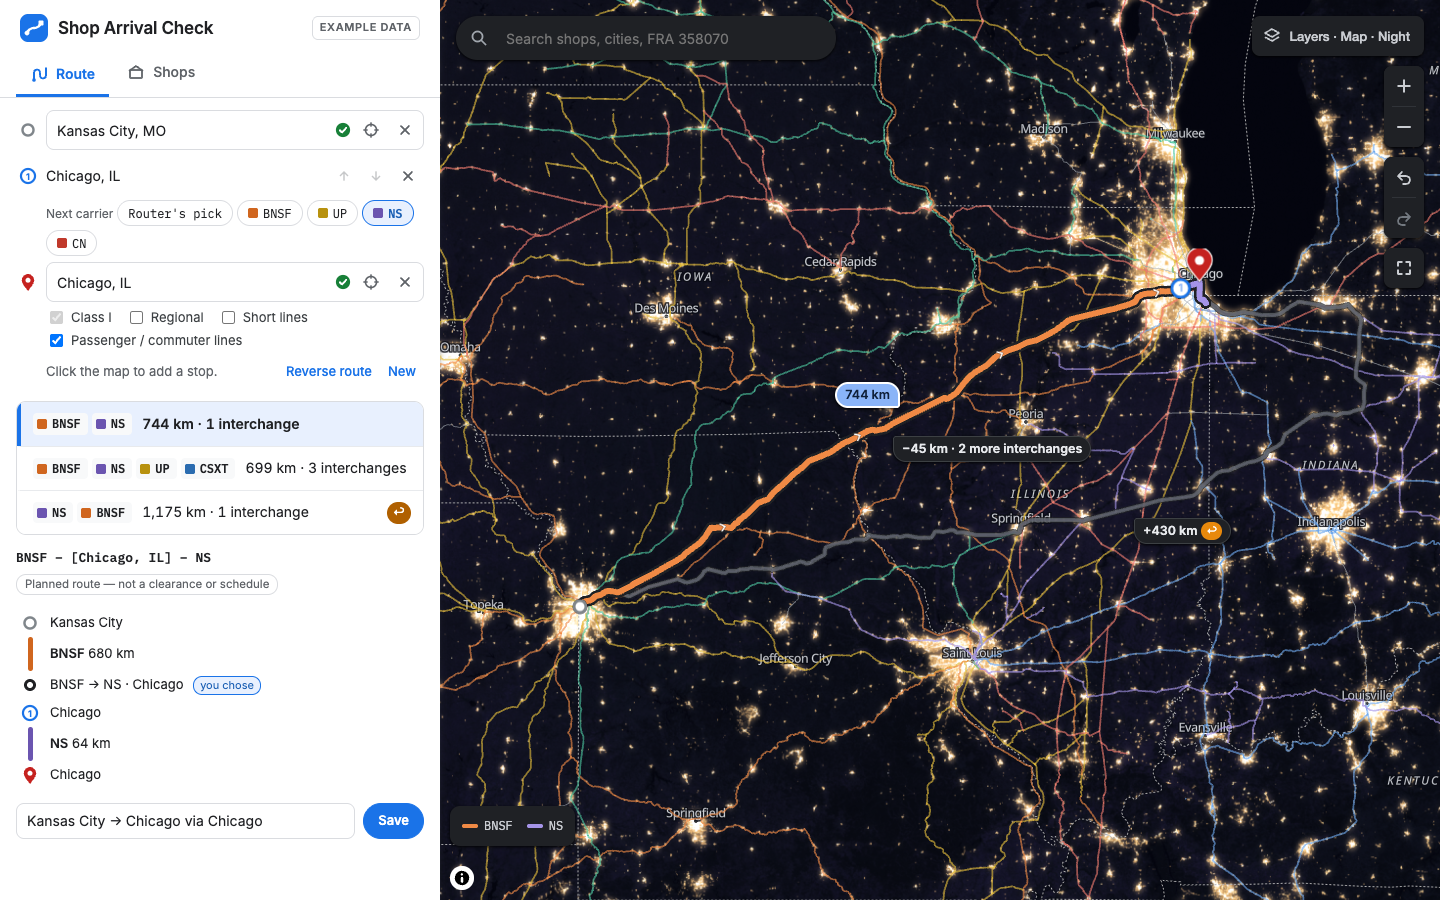 Shop Arrival Check
EXAMPLE DATA
Route
Shops
Kansas City, MO
1
Chicago, IL
Next carrier
Router's pick
BNSF
UP
NS
CN
Chicago, IL
Class I
Regional
Short lines
Passenger / commuter lines
Click the map to add a stop.
Reverse route
New
BNSF NS 744 km · 1 interchange
BNSF NS UP CSXT 699 km · 3 interchanges
NS BNSF 1,175 km · 1 interchange
BNSF – [Chicago, IL] – NS
Planned route — not a clearance or schedule
Kansas City
BNSF 680 km
BNSF → NS · Chicago you chose
1 Chicago
NS 64 km
Chicago
Kansas City → Chicago via Chicago
Save
Search shops, cities, FRA 358070
Layers · Map · Night
M
Madison
Milwaukee
Cedar Rapids
IOWA
Chicago
1
Des Moines
Omaha
744 km
Peoria
−45 km · 2 more interchanges
INDIANA
ILLINOIS
Springfield
+430 km
Indianapolis
Topeka
Saint Louis
Jefferson City
Louisville
Evansville
KENTUC
Springfield
BNSF
NS